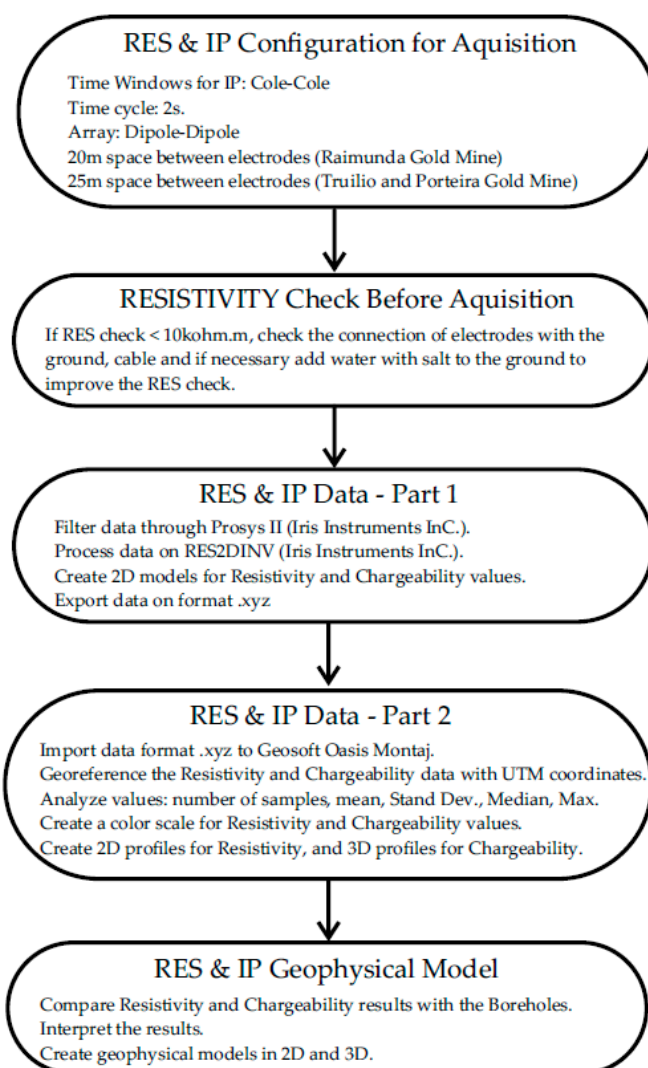 RES & IP Configuration for Aquisition
Time Windows for IP: Cole-Cole
Time cycle: 2s.
Array: Dipole-Dipole
20m space between electrodes (Raimunda Gold Mine)
25m space between electrodes (Truilio and Porteira Gold Mine)
RESISTIVITY Check Before Aquisition
If RES check < 10kohm.m, check the connection of electrodes with the
ground, cable and if necessary add water with salt to the ground to
improve the RES check.
RES & IP Data - Part 1
Filter data through Prosys II (Iris Instruments InC.).
Process data on RES2DINV (Iris Instruments InC.).
Create 2D models for Resistivity and Chargeability values.
Export data on format .xyz
RES & IP Data - Part 2
Import data format .xyz to Geosoft Oasis Montaj.
Georeference the Resistivity and Chargeability data with UTM coordinates.
Analyze values: number of samples, mean, Stand Dev., Median, Max.
Create a color scale for Resistivity and Chargeability values.
Create 2D profiles for Resistivity, and 3D profiles for Chargeability.
RES & IP Geophysical Model
Compare Resistivity and Chargeability results with the Boreholes.
Interpret the results.
Create geophysical models in 2D and 3D.